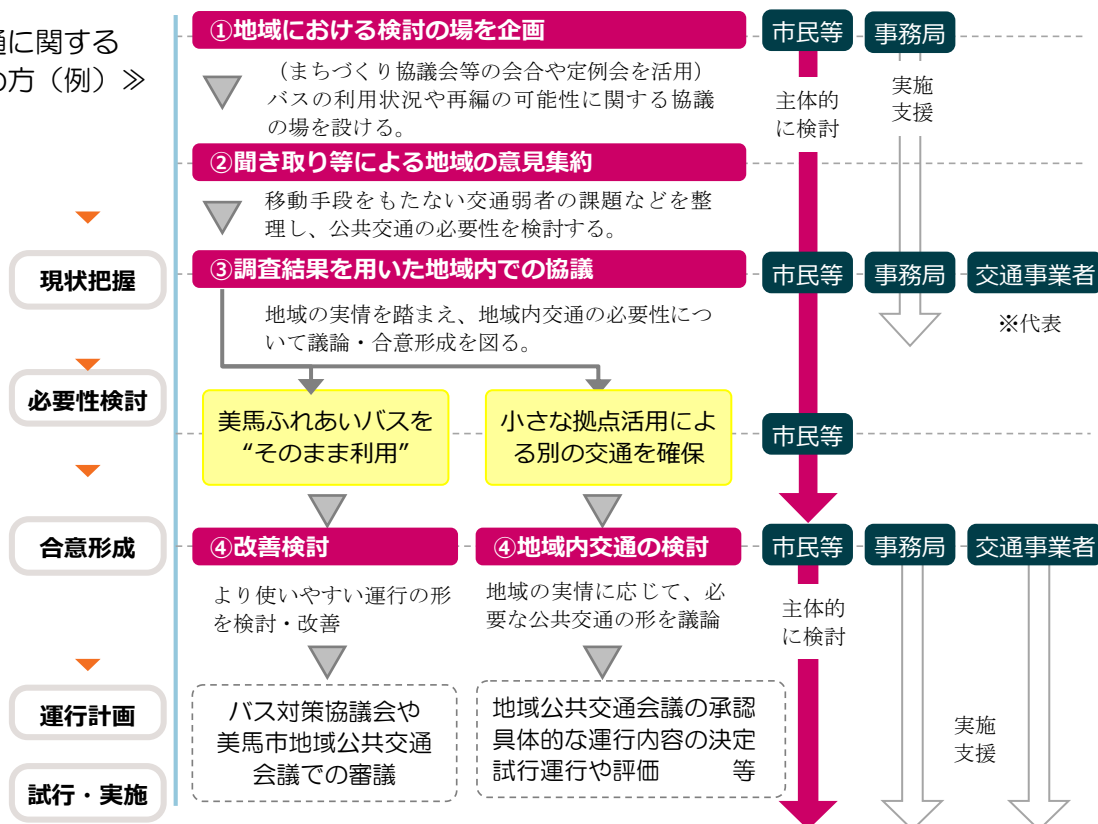 通に関する
め方（例）≫
①地域における検討の場を企画
（まちづくり協議会等の会合や定例会を活用）
バスの利用状況や再編の可能性に関する協議
の場を設ける。
②聞き取り等による地域の意見集約
移動手段をもたない交通弱者の課題などを整
理し、公共交通の必要性を検討する。
③調査結果を用いた地域内での協議
地域の実情を踏まえ、地域内交通の必要性につ
いて議論・合意形成を図る。
美馬ふれあいバスを
“そのまま利用”
小さな拠点活用によ
る別の交通を確保
④改善検討
より使いやすい運行の形
を検討・改善
④地域内交通の検討
地域の実情に応じて、必
要な公共交通の形を議論
バス対策協議会や
美馬市地域公共交通
会議での審議
地域公共交通会議の承認
具体的な運行内容の決定
試行運行や評価　　等
現状把握
必要性検討
合意形成
運行計画
試行・実施
市民等
事務局
主体的
に検討
実施
支援
市民等
事務局
交通事業者
※代表
市民等
市民等
事務局
交通事業者
主体的
に検討
実施
支援